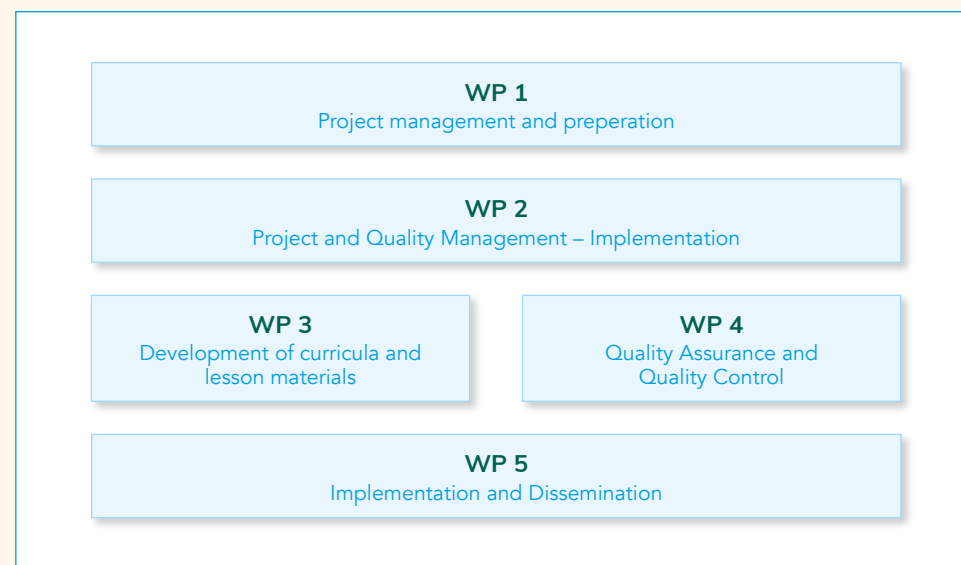 WP 1
Project management and preperation
WP 2
Project and Quality Management – Implementation
WP 3
Development of curricula and
lesson materials
WP 4
Quality Assurance and
Quality Control
WP 5
Implementation and Dissemination